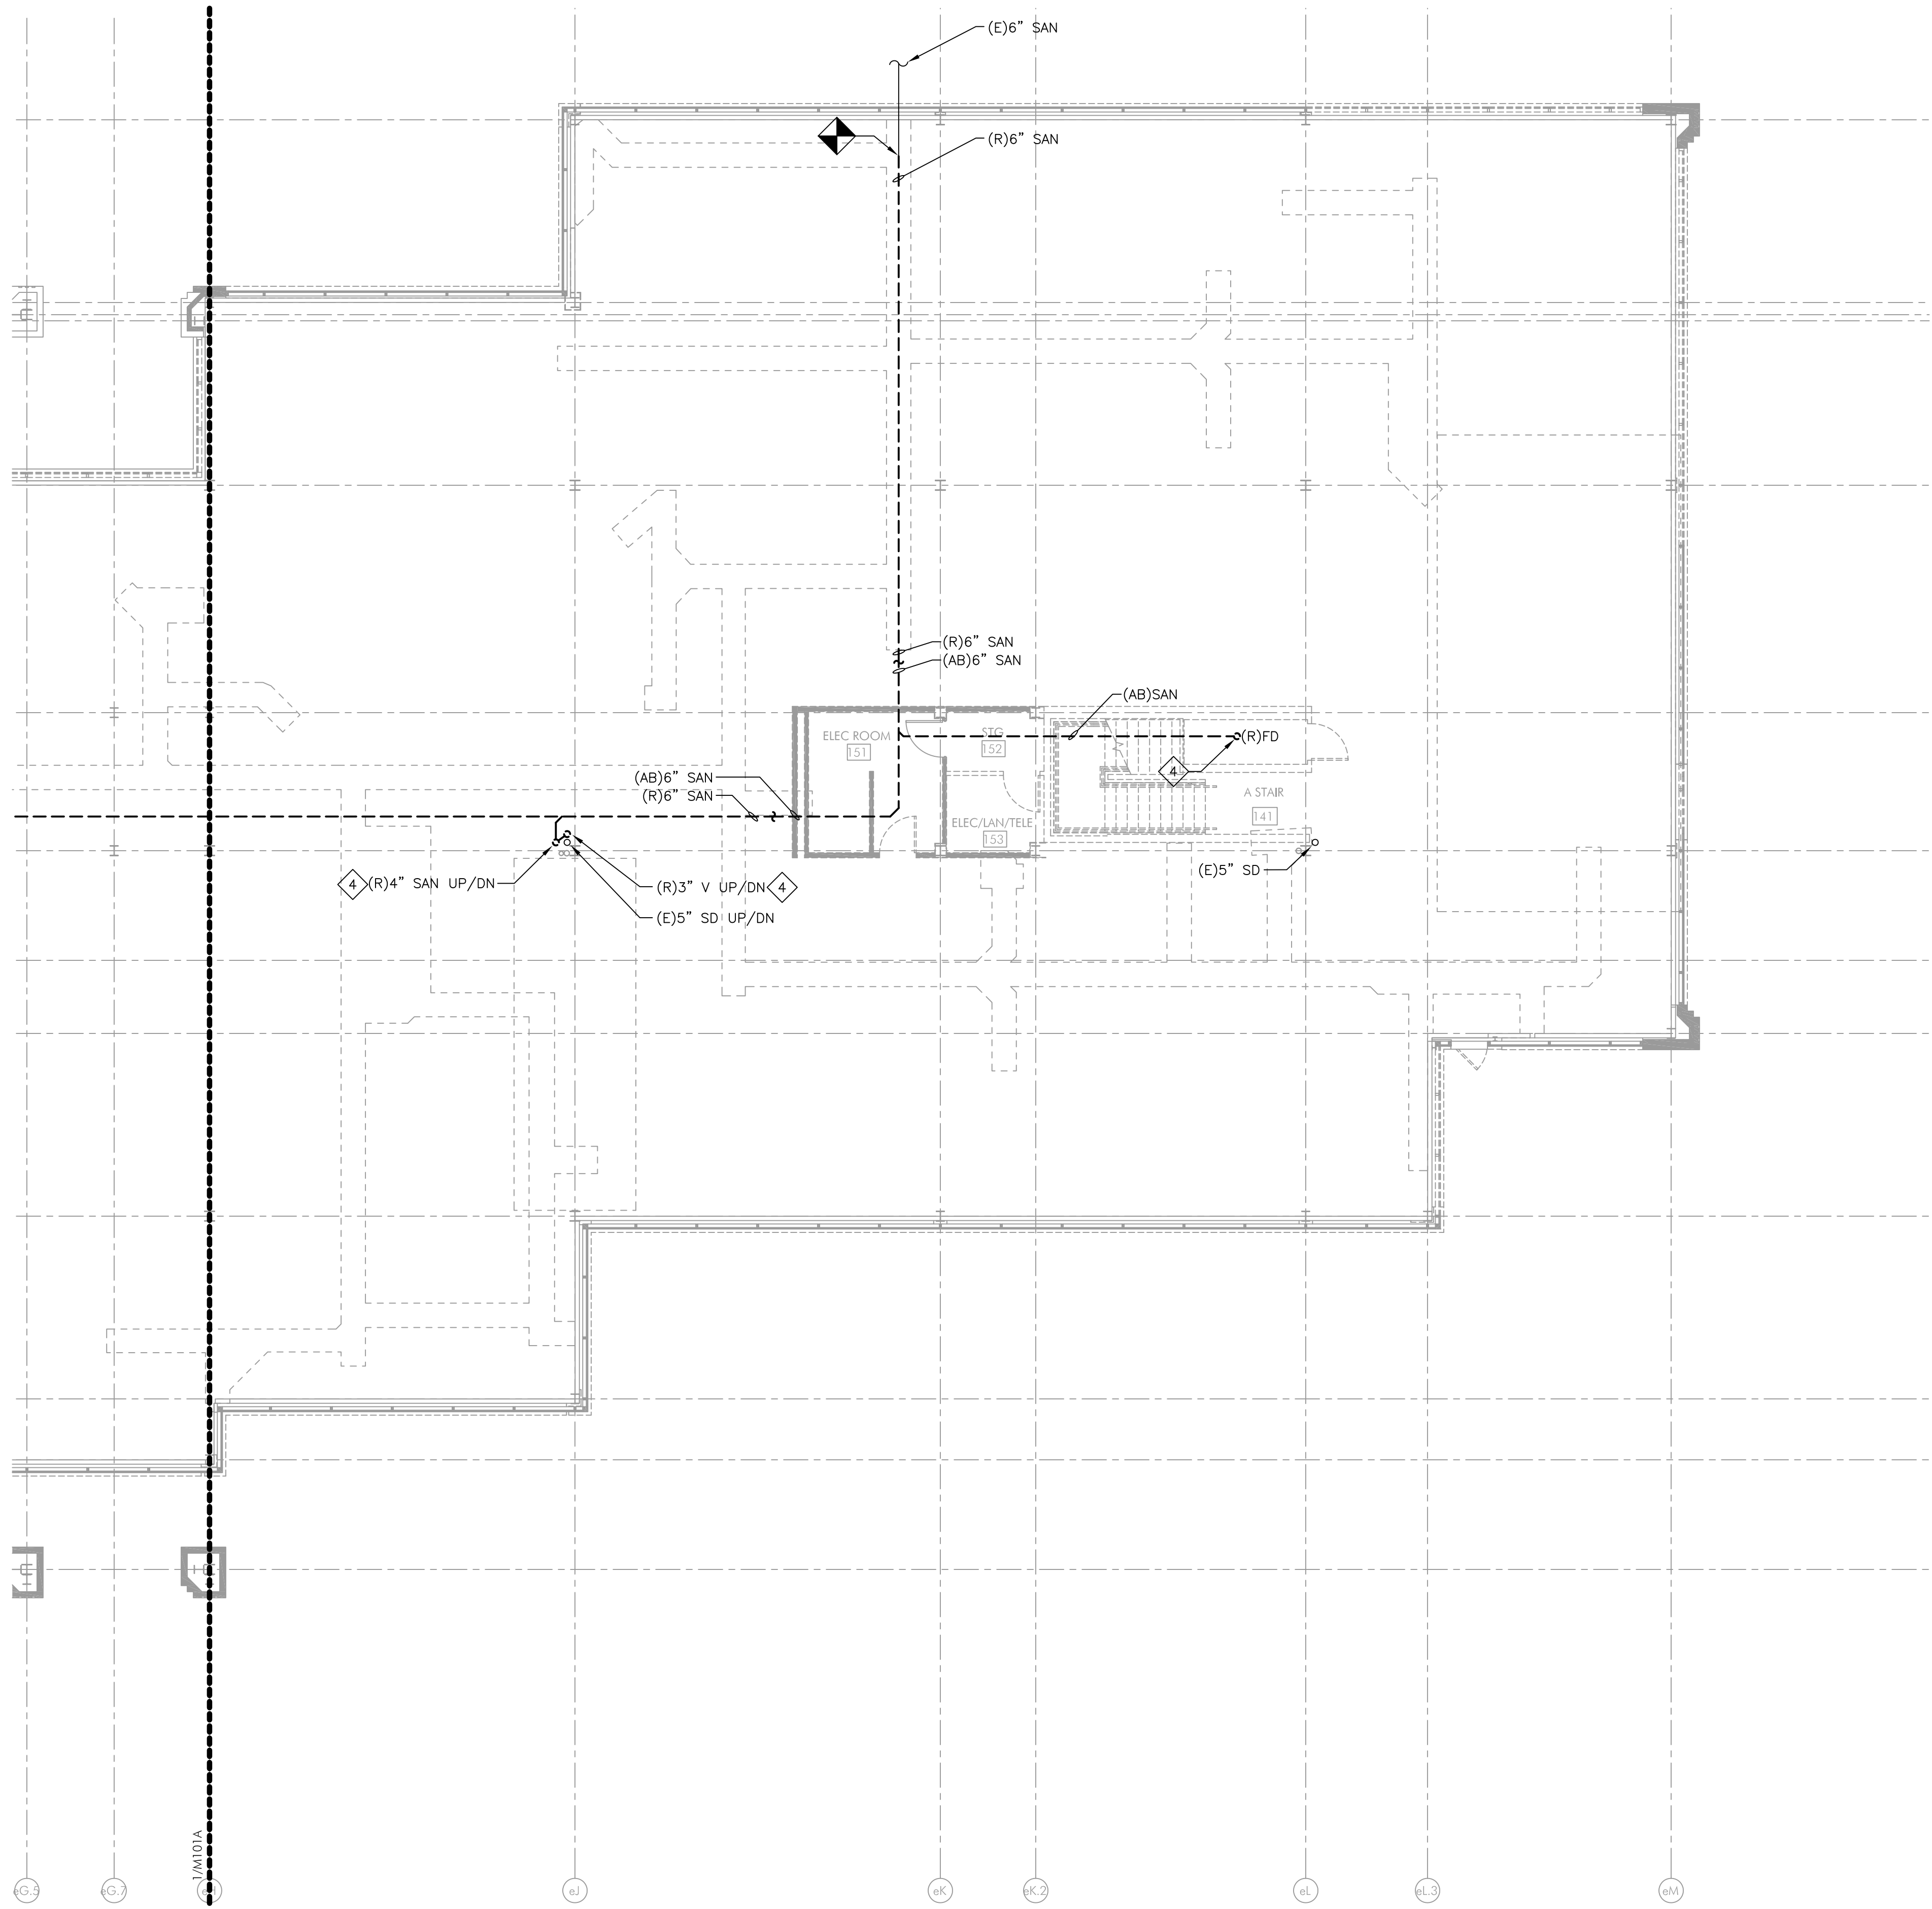 (E)6” SAN
(R)6” SAN
(R)6” SAN
(AB)6” SAN
(AB)SAN
ELEC ROOM
151
STG
152
(R)FD
4
(AB)6” SAN
(R)6” SAN
A STAIR
141
ELEC/LAN/TELE
153
(E)5” SD
4
(R)4” SAN UP/DN
(R)3” V UP/DN
4
(E)5” SD UP/DN
1/M101A
eG.5
eG.7
eH
eJ
eK
eK.2
eL
eL.3
eM